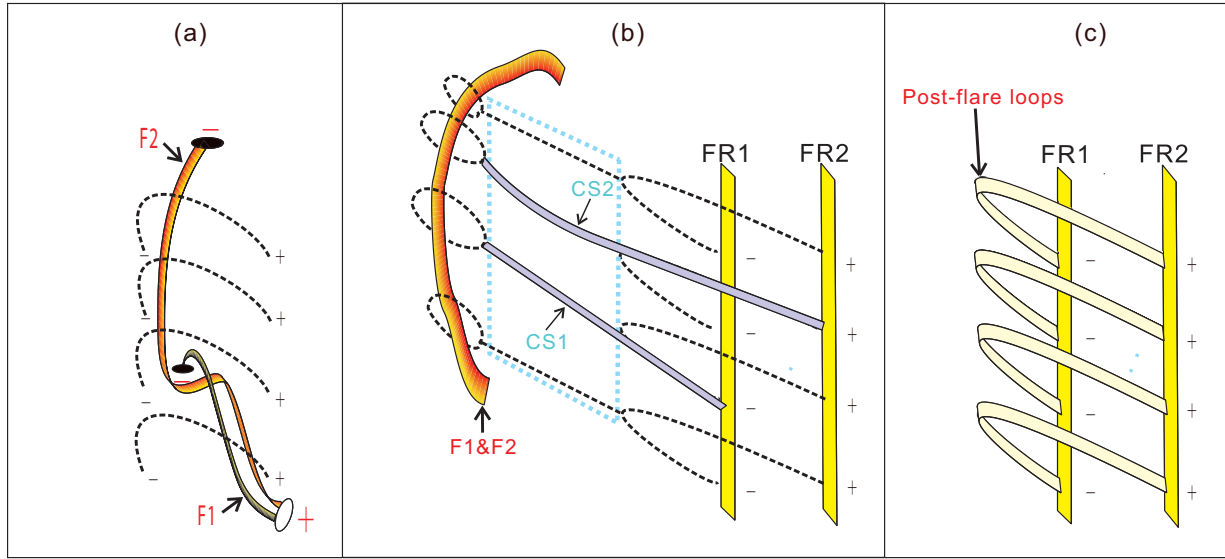 (a)
F2
−
− +
− +
− +
−
− +
F1
+
(b)
FR1 FR2
CS2
CS1
− +
− +
− +
− +
F1&F2
(c)
Post-flare loops
FR1 FR2
− +
− +
− +
− +